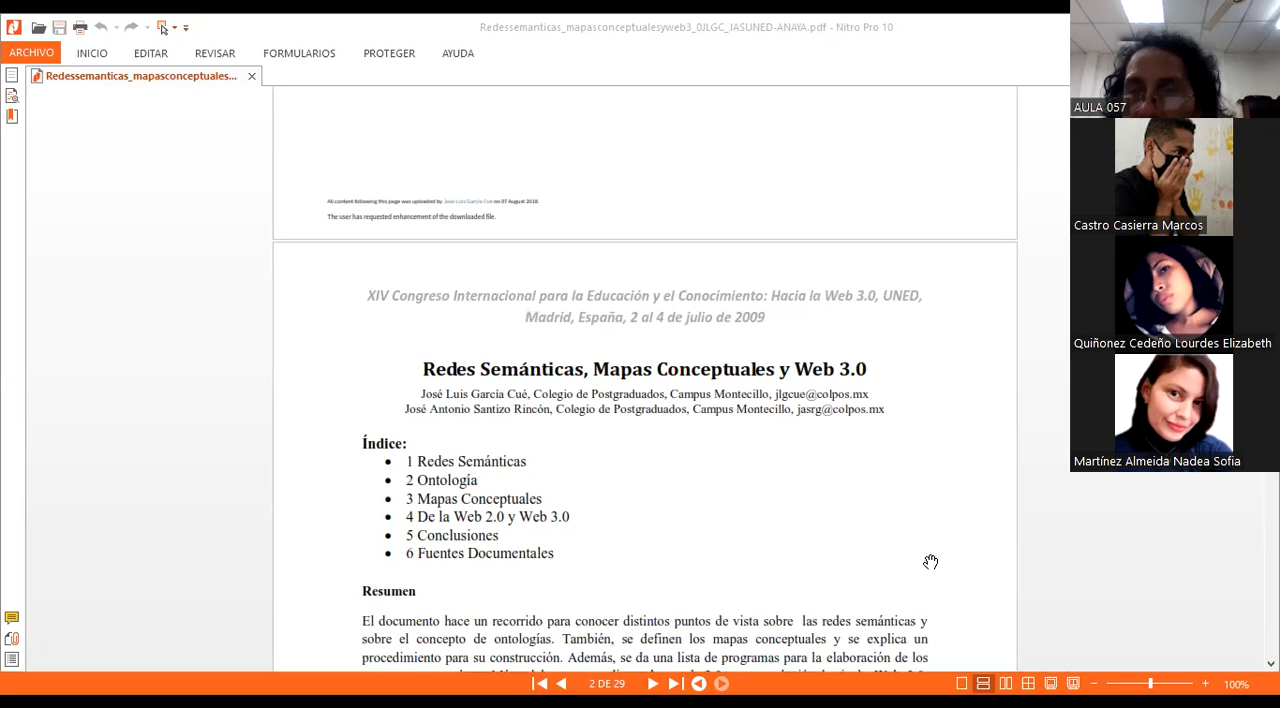 Redessemanticas_mapasconceptualesyweb3_0JLGC_JASUNED-ANAYA.pdf - Nitro Pro 10
ARCHIVO INICIO EDITAR REVISAR FORMULARIOS PROTEGER AYUDA
Redessemanticas_mapasconceptuales...
All content following this page was uploaded by José Luis García Cué on 07 August 2018.
The user has requested enhancement of the downloaded file.
XIV Congreso Internacional para la Educación y el Conocimiento: Hacia la Web 3.0, UNED,
Madrid, España, 2 al 4 de julio de 2009
Redes Semánticas, Mapas Conceptuales y Web 3.0
José Luis García Cué, Colegio de Postgraduados, Campus Montecillo, jlgcue@colpos.mx
José Antonio Santizo Rincón, Colegio de Postgraduados, Campus Montecillo, jasrg@colpos.mx
Índice:
• 1 Redes Semánticas
• 2 Ontología
• 3 Mapas Conceptuales
• 4 De la Web 2.0 y Web 3.0
• 5 Conclusiones
• 6 Fuentes Documentales
Resumen
El documento hace un recorrido para conocer distintos puntos de vista sobre las redes semánticas y
sobre el concepto de ontologías. También, se definen los mapas conceptuales y se explica un
procedimiento para su construcción. Además, se da una lista de programas para la elaboración de los
2 DE 29
100%
AULA 057
Castro Casierra Marcos
Quiñonez Cedeño Lourdes Elizabeth
Martínez Almeida Nadea Sofia